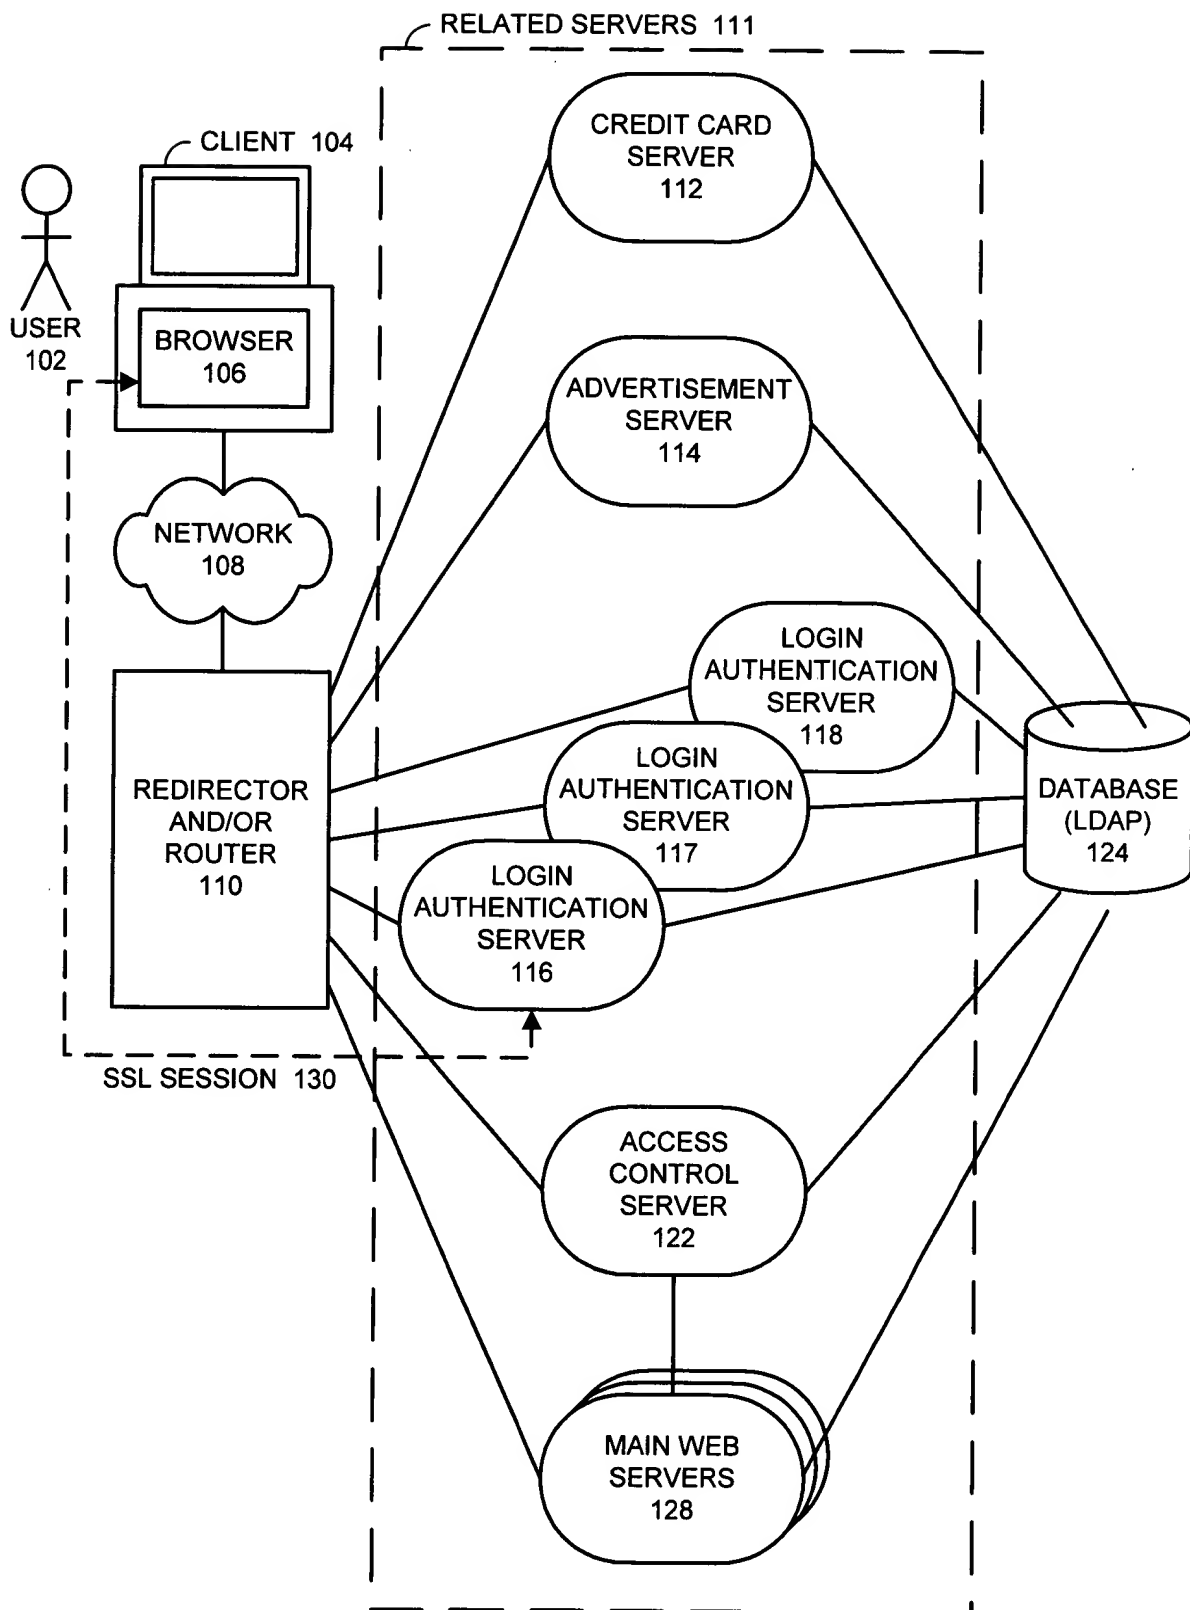 RELATED SERVERS 111
CREDIT CARD
SERVER
112
CLIENT 104
USER
102
BROWSER
106
ADVERTISEMENT
SERVER
114
NETWORK
108
LOGIN
AUTHENTICATION
SERVER
118
LOGIN
AUTHENTICATION
SERVER
117
REDIRECTOR
AND/OR
ROUTER
110
DATABASE
(LDAP)
124
LOGIN
AUTHENTICATION
SERVER
116
SSL SESSION 130
ACCESS
CONTROL
SERVER
122
MAIN WEB
SERVERS
128